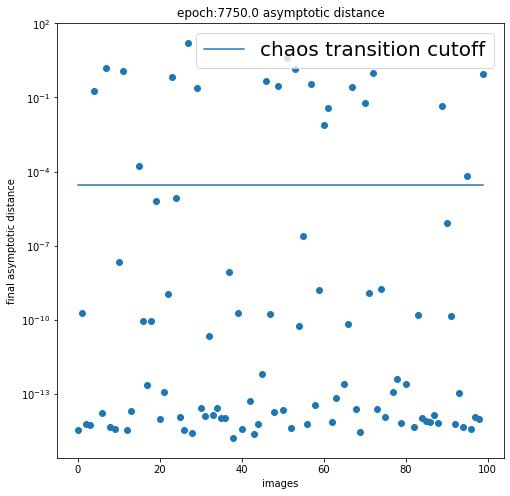 epoch:7750.0 asymptotic distance
chaos transition cutoff
final asymptotic distance
10²
10⁻¹
10⁻⁴
10⁻⁷
10⁻¹⁰
10⁻¹³
0 20 40 60 80 100
images